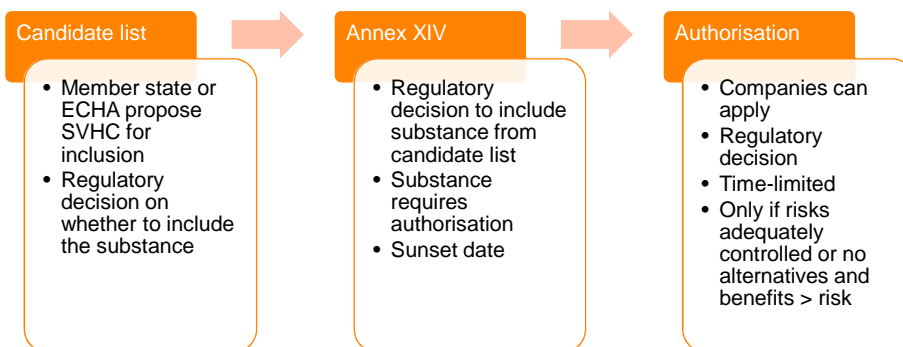 Candidate list
• Member state or
ECHA propose
SVHC for
inclusion
• Regulatory
decision on
whether to include
the substance
Annex XIV
• Regulatory
decision to include
substance from
candidate list
• Substance
requires
authorisation
• Sunset date
Authorisation
• Companies can
apply
• Regulatory
decision
• Time-limited
• Only if risks
adequately
controlled or no
alternatives and
benefits > risk